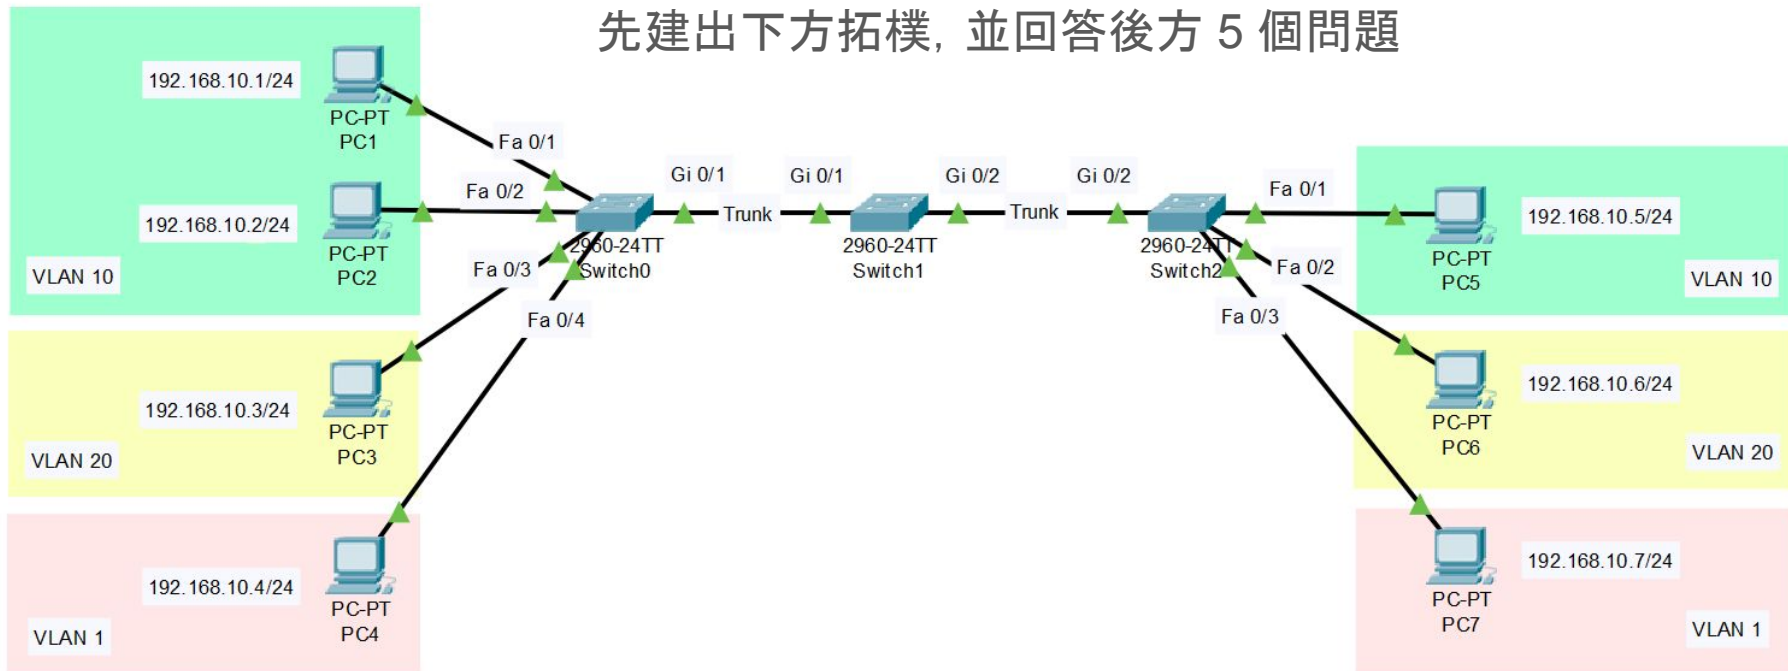 先建出下方拓樸, 並回答後方 5 個問題
192.168.10.1/24
PC-PT
PC1
Fa 0/1
192.168.10.2/24
PC-PT
PC2
Fa 0/2
VLAN 10
Fa 0/3
Fa 0/4
192.168.10.3/24
PC-PT
PC3
VLAN 20
192.168.10.4/24
PC-PT
PC4
VLAN 1
2960-24TT
Switch0
Gi 0/1
Trunk
Gi 0/1
2960-24TT
Switch1
Gi 0/2
Trunk
Gi 0/2
2960-24TT
Switch2
Fa 0/1
Fa 0/2
Fa 0/3
192.168.10.5/24
PC-PT
PC5
VLAN 10
192.168.10.6/24
PC-PT
PC6
VLAN 20
192.168.10.7/24
PC-PT
PC7
VLAN 1